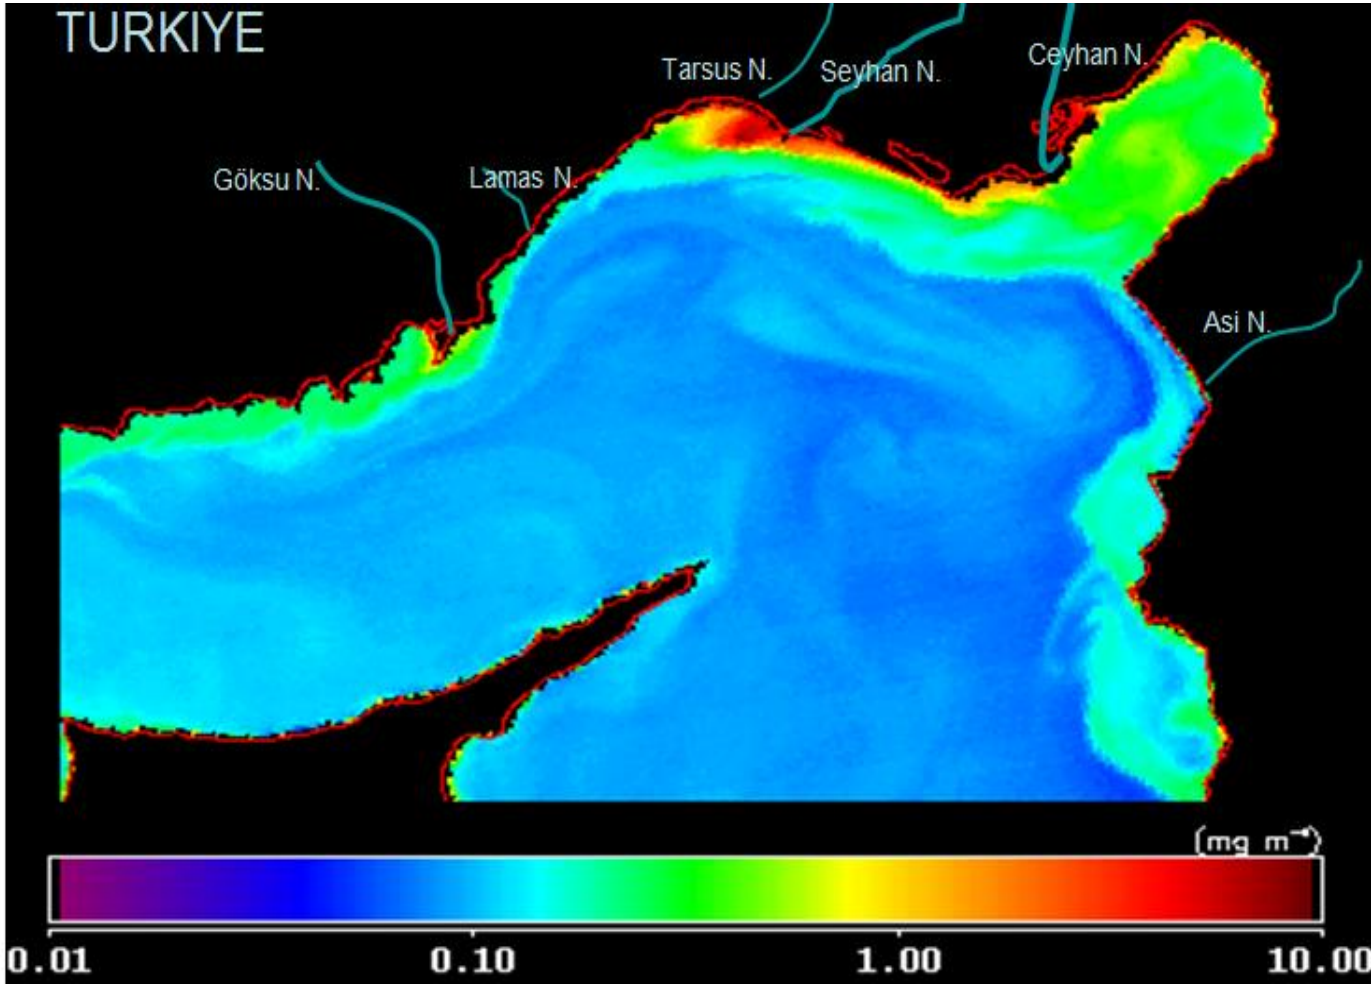 TURKIYE
Tarsus N.
Seyhan N.
Ceyhan N.
Göksu N.
Lamas N.
Asi N.
(mg m⁻³)
0.01
0.10
1.00
10.00